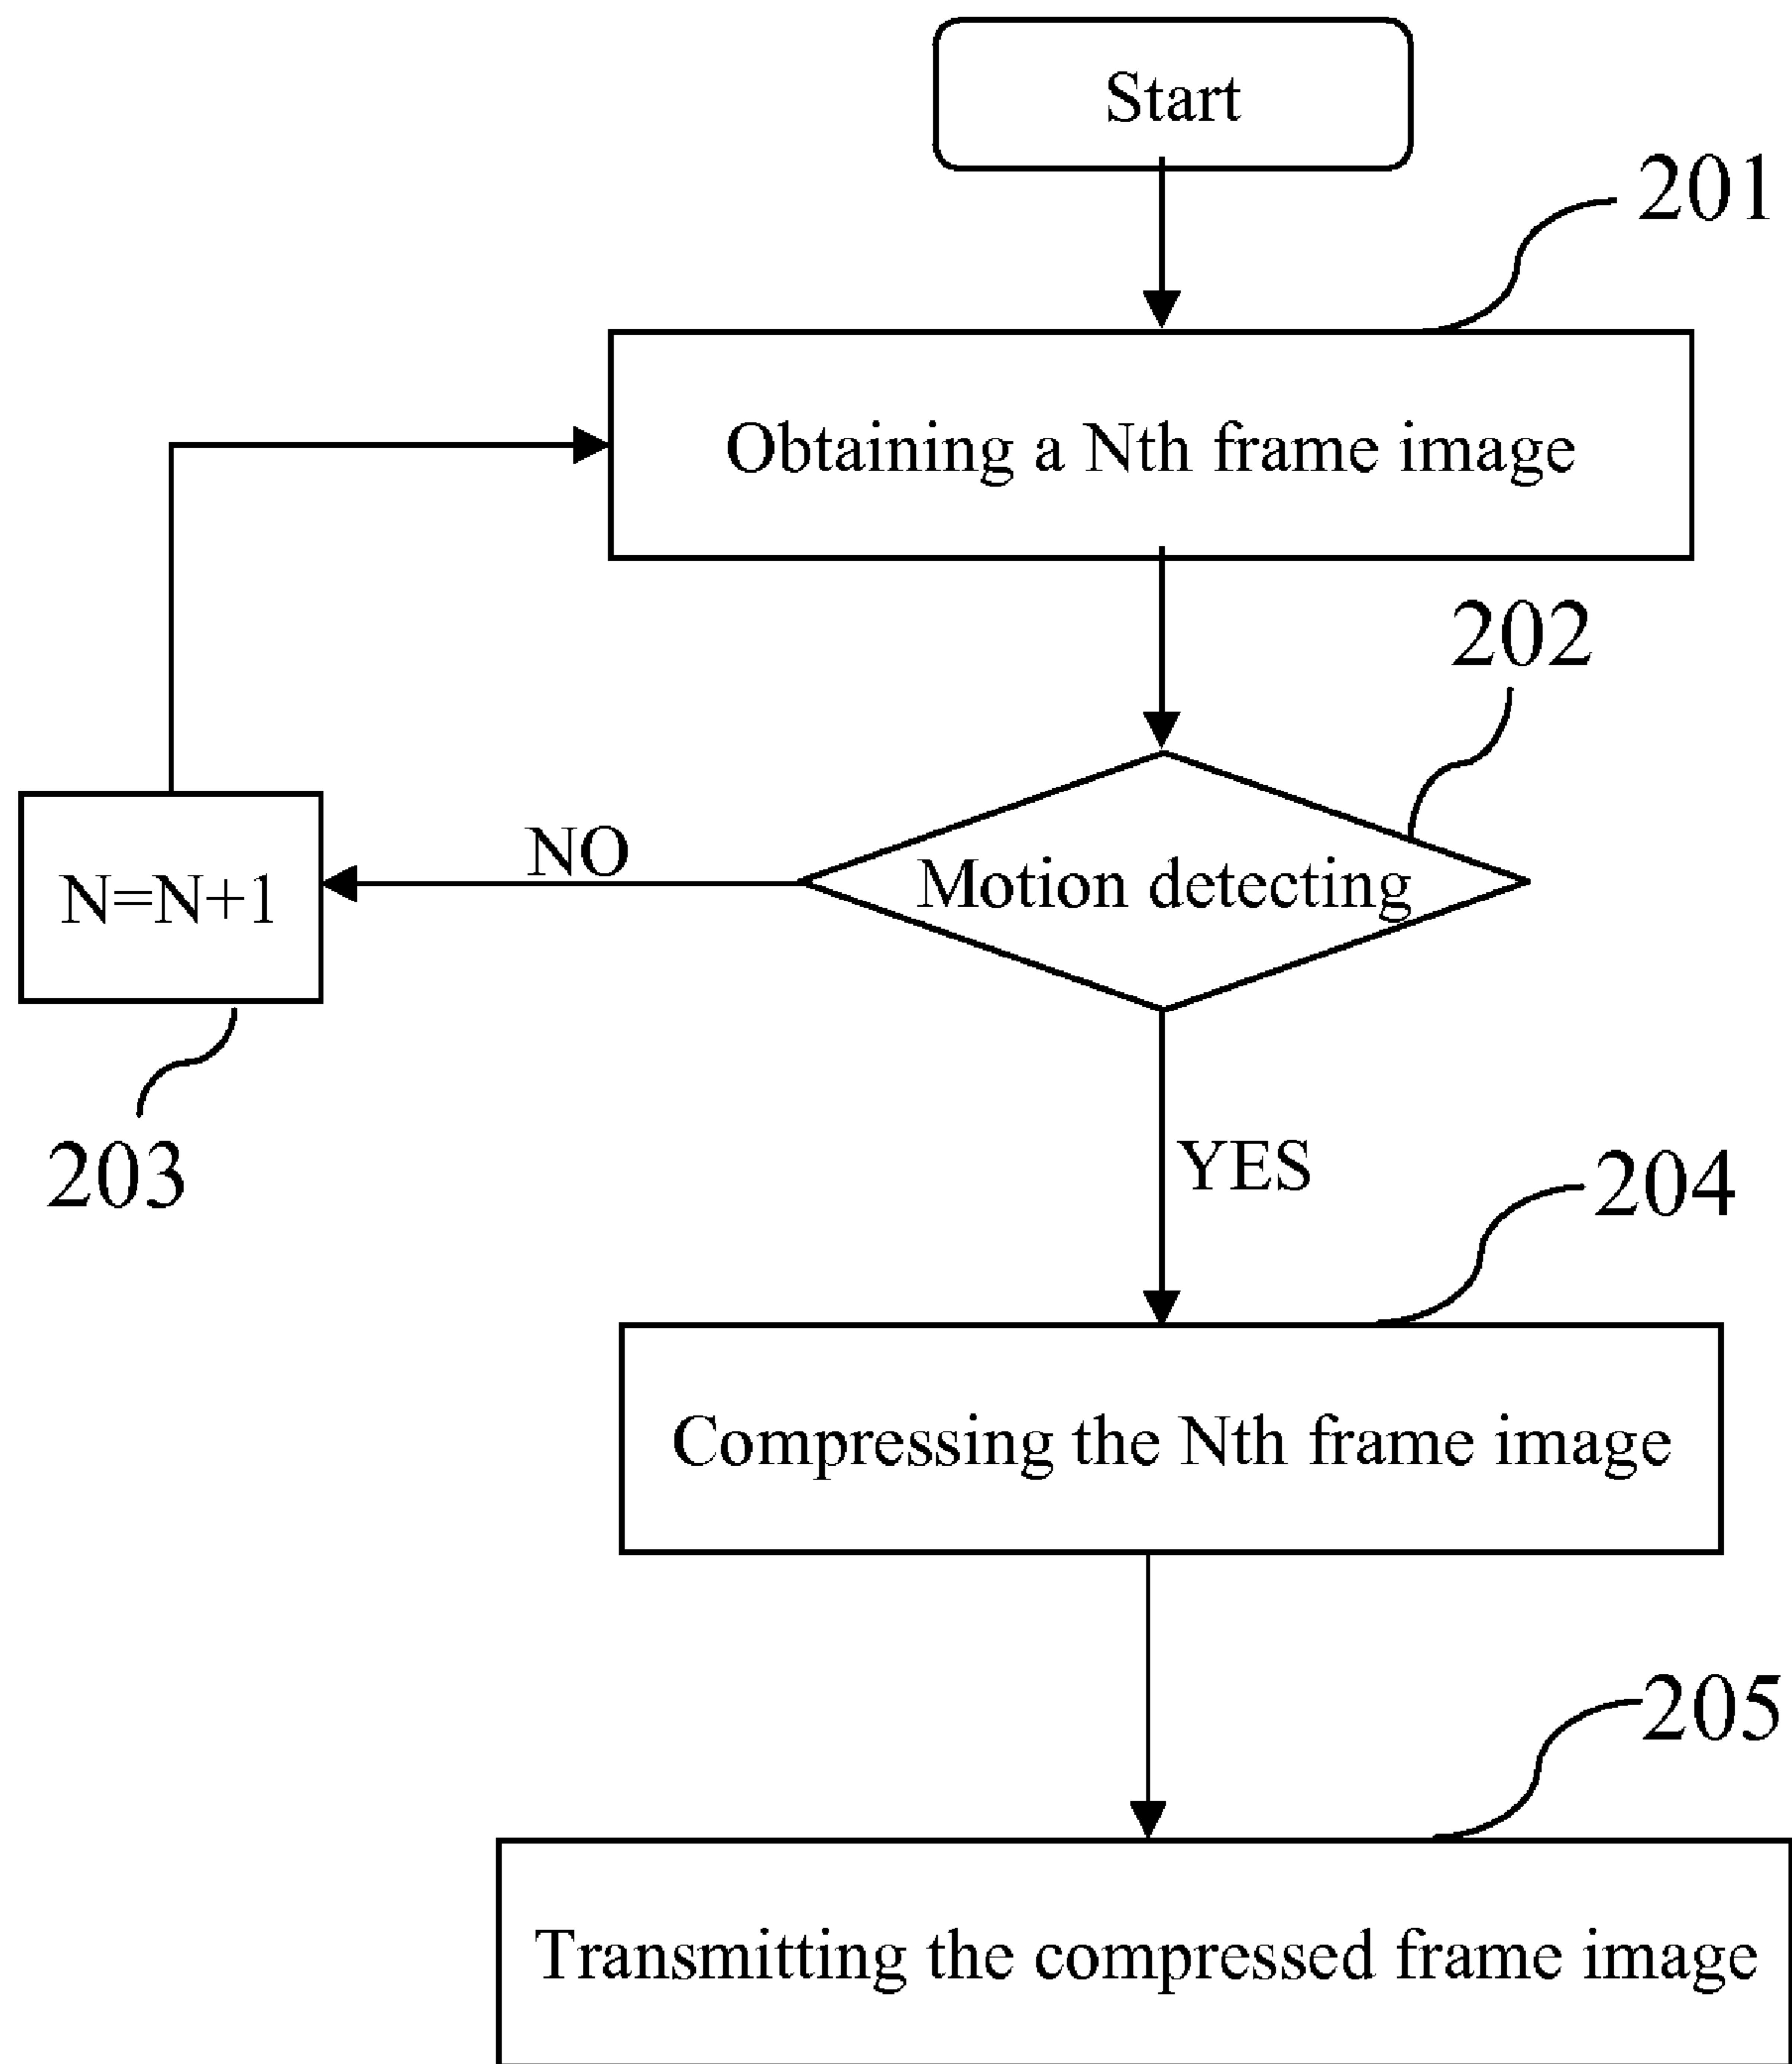 Start
201
Obtaining a Nth frame image
202
NO
N=N+1
Motion detecting
203
YES
204
Compressing the Nth frame image
205
Transmitting the compressed frame image